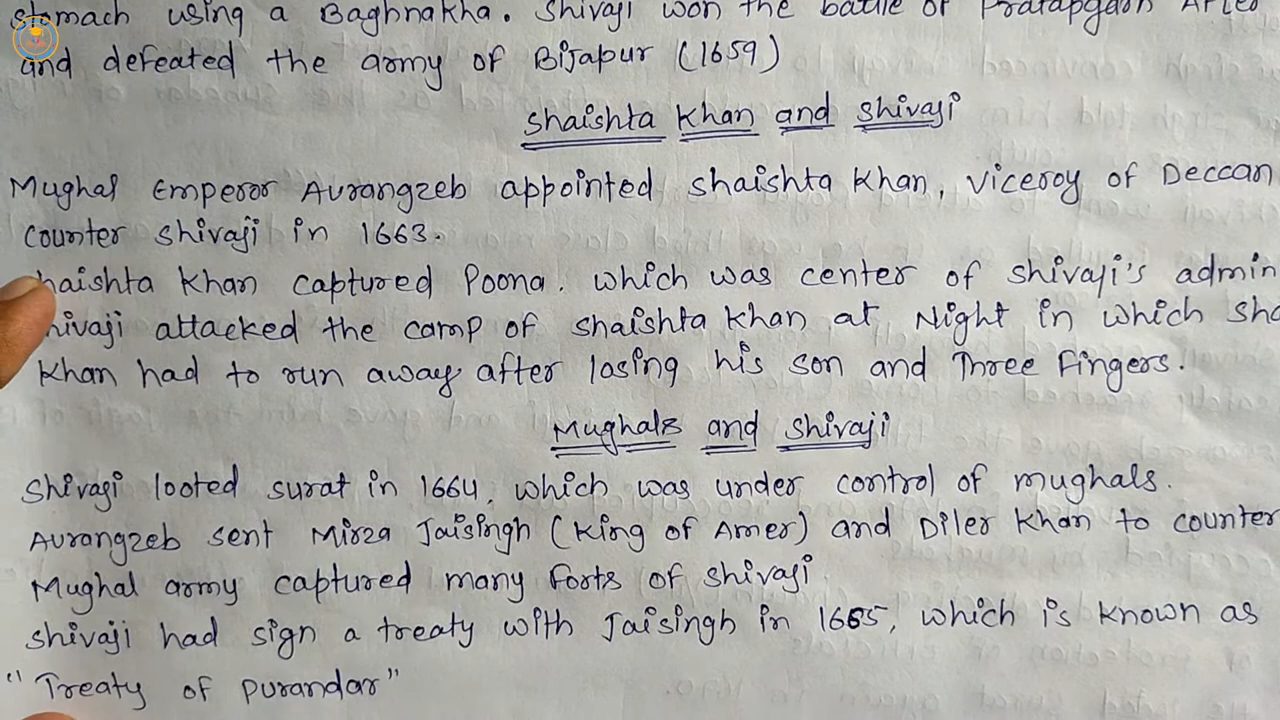 stomach using a Baghnakha. Shivaji won the battle of Pratapgarh After
and defeated the army of Bijapur (1659)
Shaishta Khan and Shivaji
Mughal Emperor Aurangzeb appointed Shaishta Khan, Viceroy of Deccan
counter Shivaji in 1663.
haishta Khan captured Poona. which was center of Shivaji's admin
hivaji attacked the camp of Shaishta Khan at Night in which Sha
Khan had to run away after losing his son and Three Fingers.
Mughals and Shivaji
Shivaji looted surat in 1664, which was under control of mughals.
Aurangzeb sent Mirza Jaisingh (King of Amer) and Diler Khan to counter
Mughal army captured many forts of Shivaji
Shivaji had sign a treaty with Jaisingh in 1665, which is known as
"Treaty of purandar"